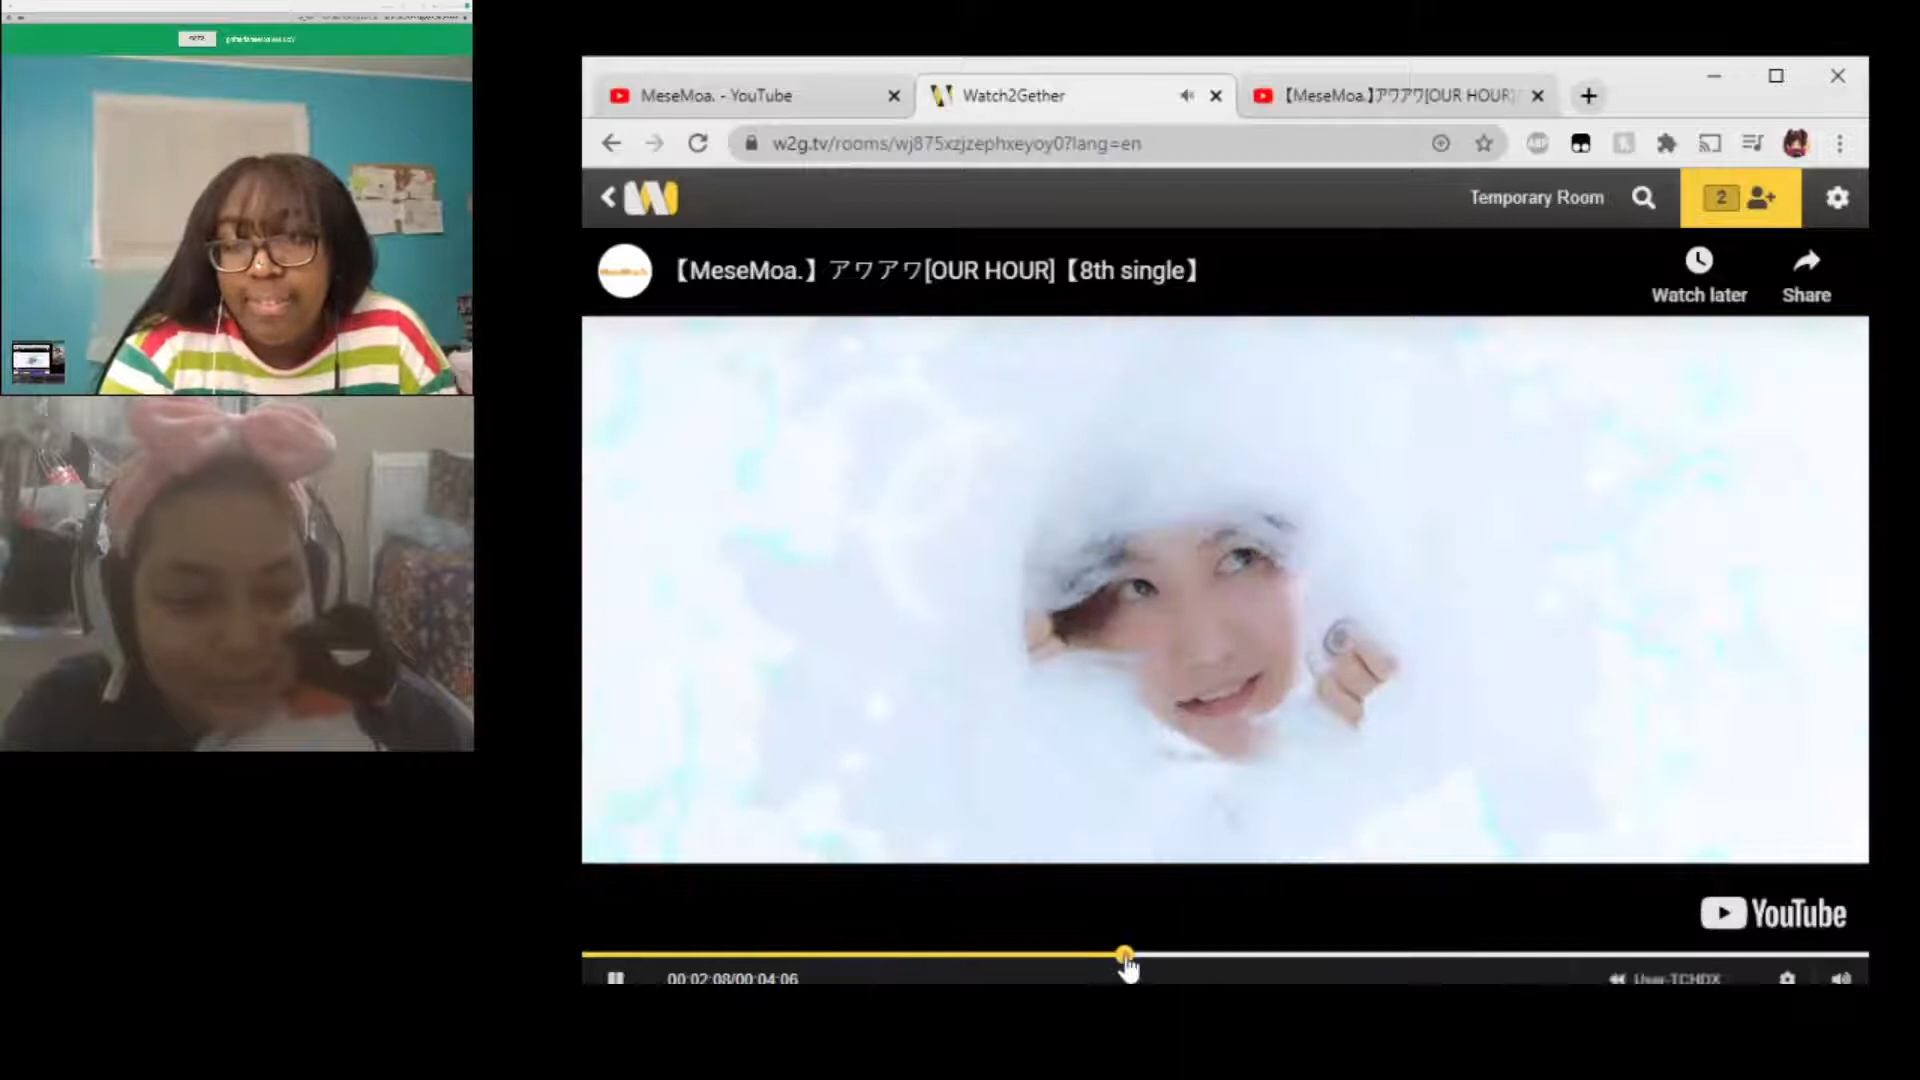 MeseMoa. - YouTube
Watch2Gether
【MeseMoa.】アワアワ[OUR HOUR]
w2g.tv/rooms/wj875xzjzephxeyoy0?lang=en
Temporary Room
2
【MeseMoa.】アワアワ[OUR HOUR]【8th single】
Watch later
Share
YouTube
00:02:08/00:04:06
User-TCHDX